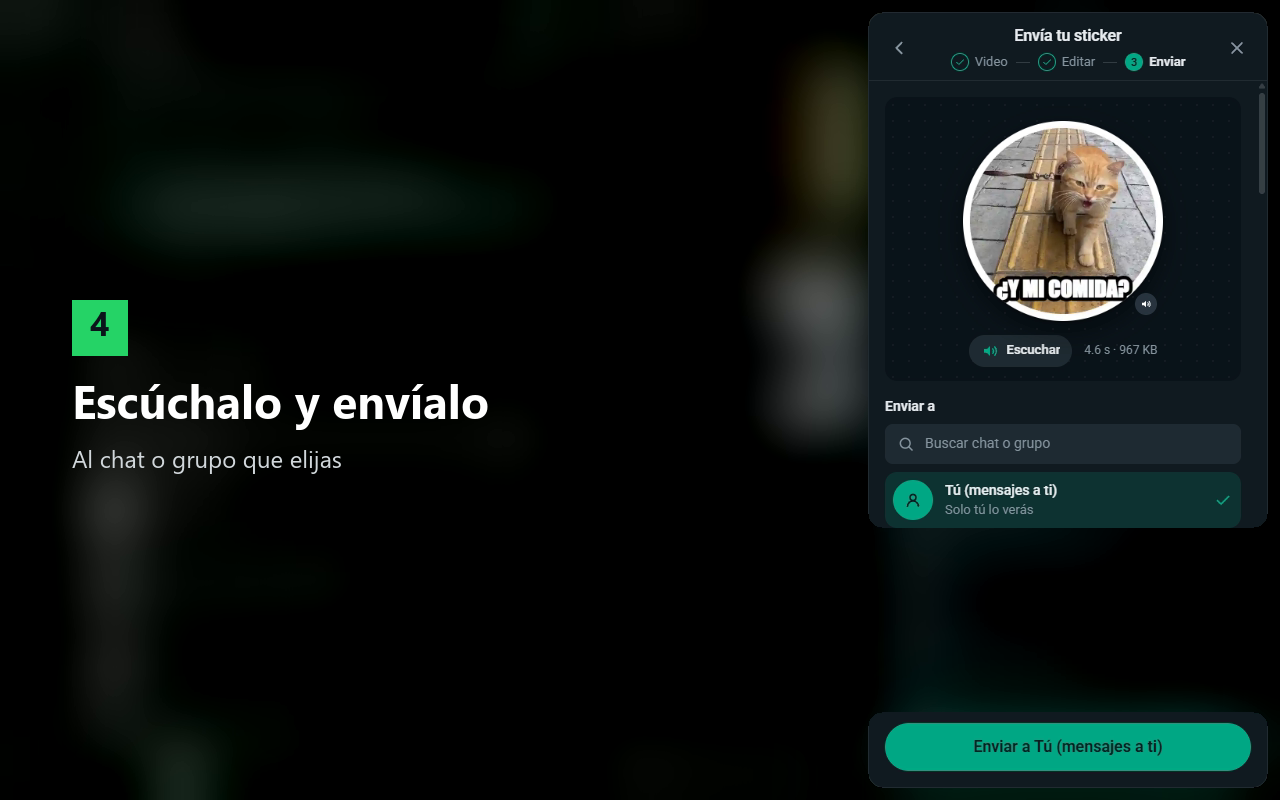 4
Escúchalo y envíalo
Al chat o grupo que elijas
Envía tu sticker
Video
Editar
3 Enviar
¿Y MI COMIDA?
Escuchar
4.6 s · 967 KB
Enviar a
Buscar chat o grupo
Tú (mensajes a ti)
Solo tú lo verás
Enviar a Tú (mensajes a ti)